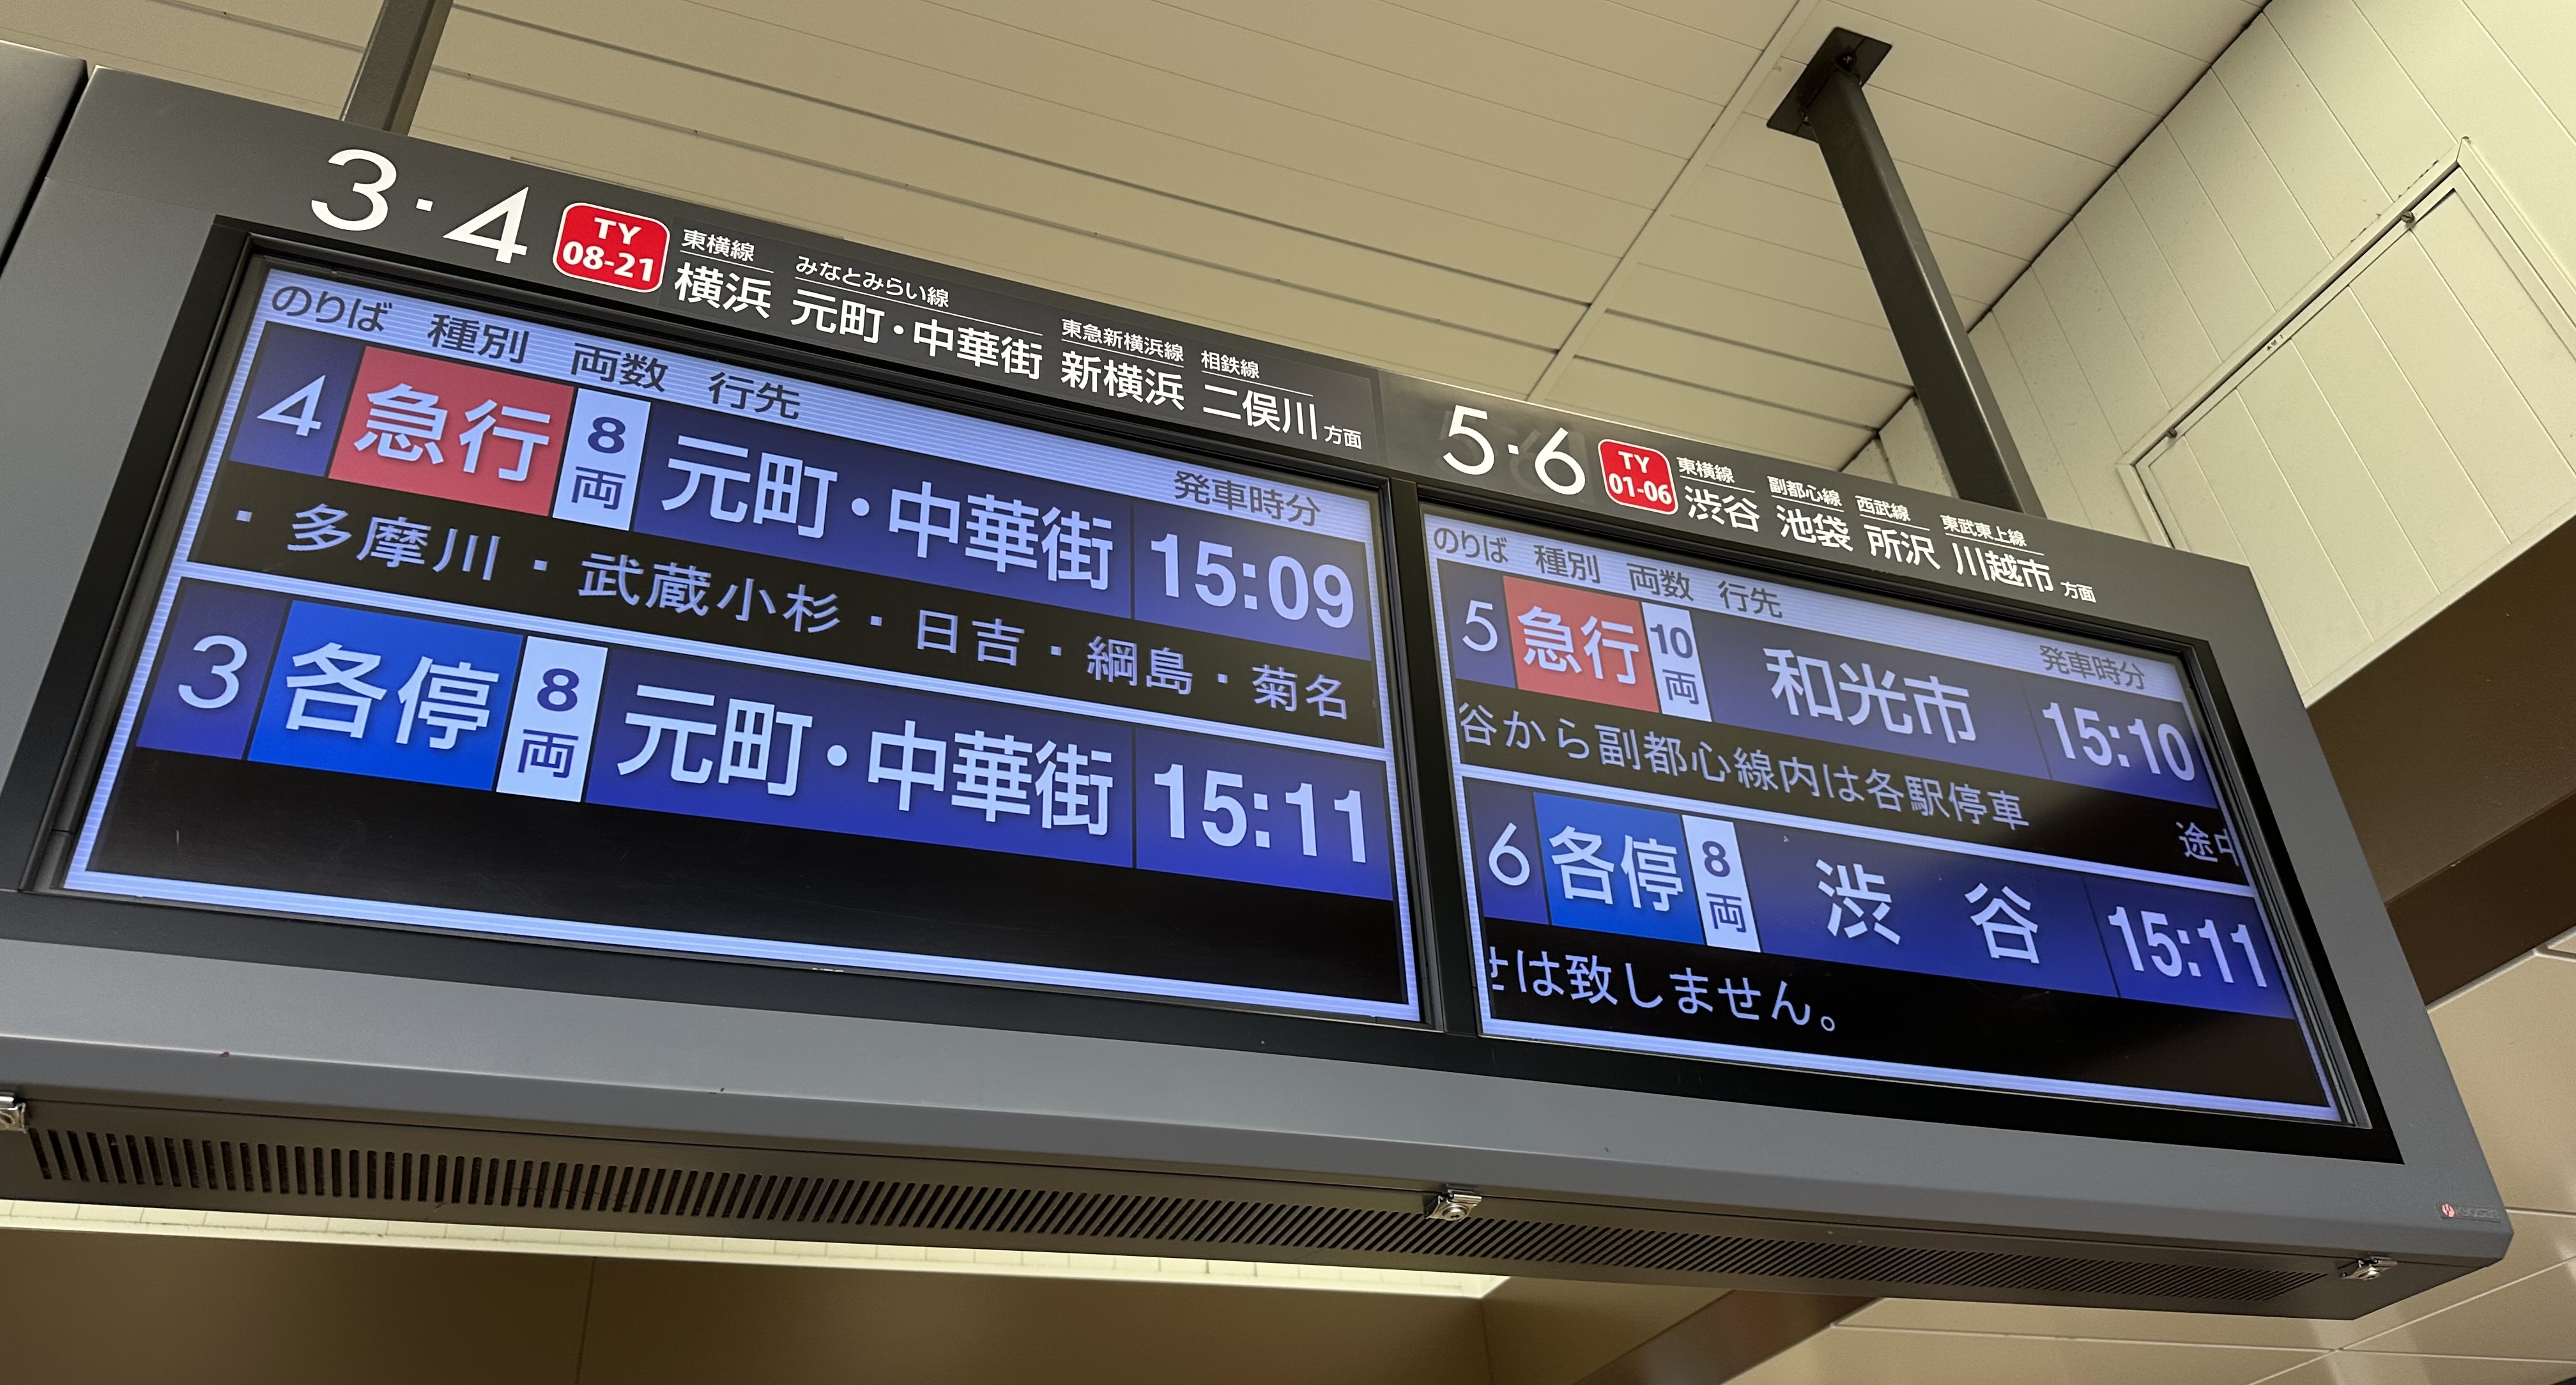 3・4 TY 08-21 東横線 横浜 みなとみらい線 元町・中華街 東急新横浜線 新横浜 相鉄線 二俣川 方面
のりば 種別 両数 行先 発車時分
4 急行 8両 元町・中華街 15:09
・多摩川・武蔵小杉・日吉・綱島・菊名
3 各停 8両 元町・中華街 15:11
5・6 TY 01-06 東横線 渋谷 副都心線 池袋 西武線 所沢 東武東上線 川越市 方面
のりば 種別 両数 行先 発車時分
5 急行 10両 和光市 15:10
谷から副都心線内は各駅停車 途中
6 各停 8両 渋谷 15:11
せは致しません。